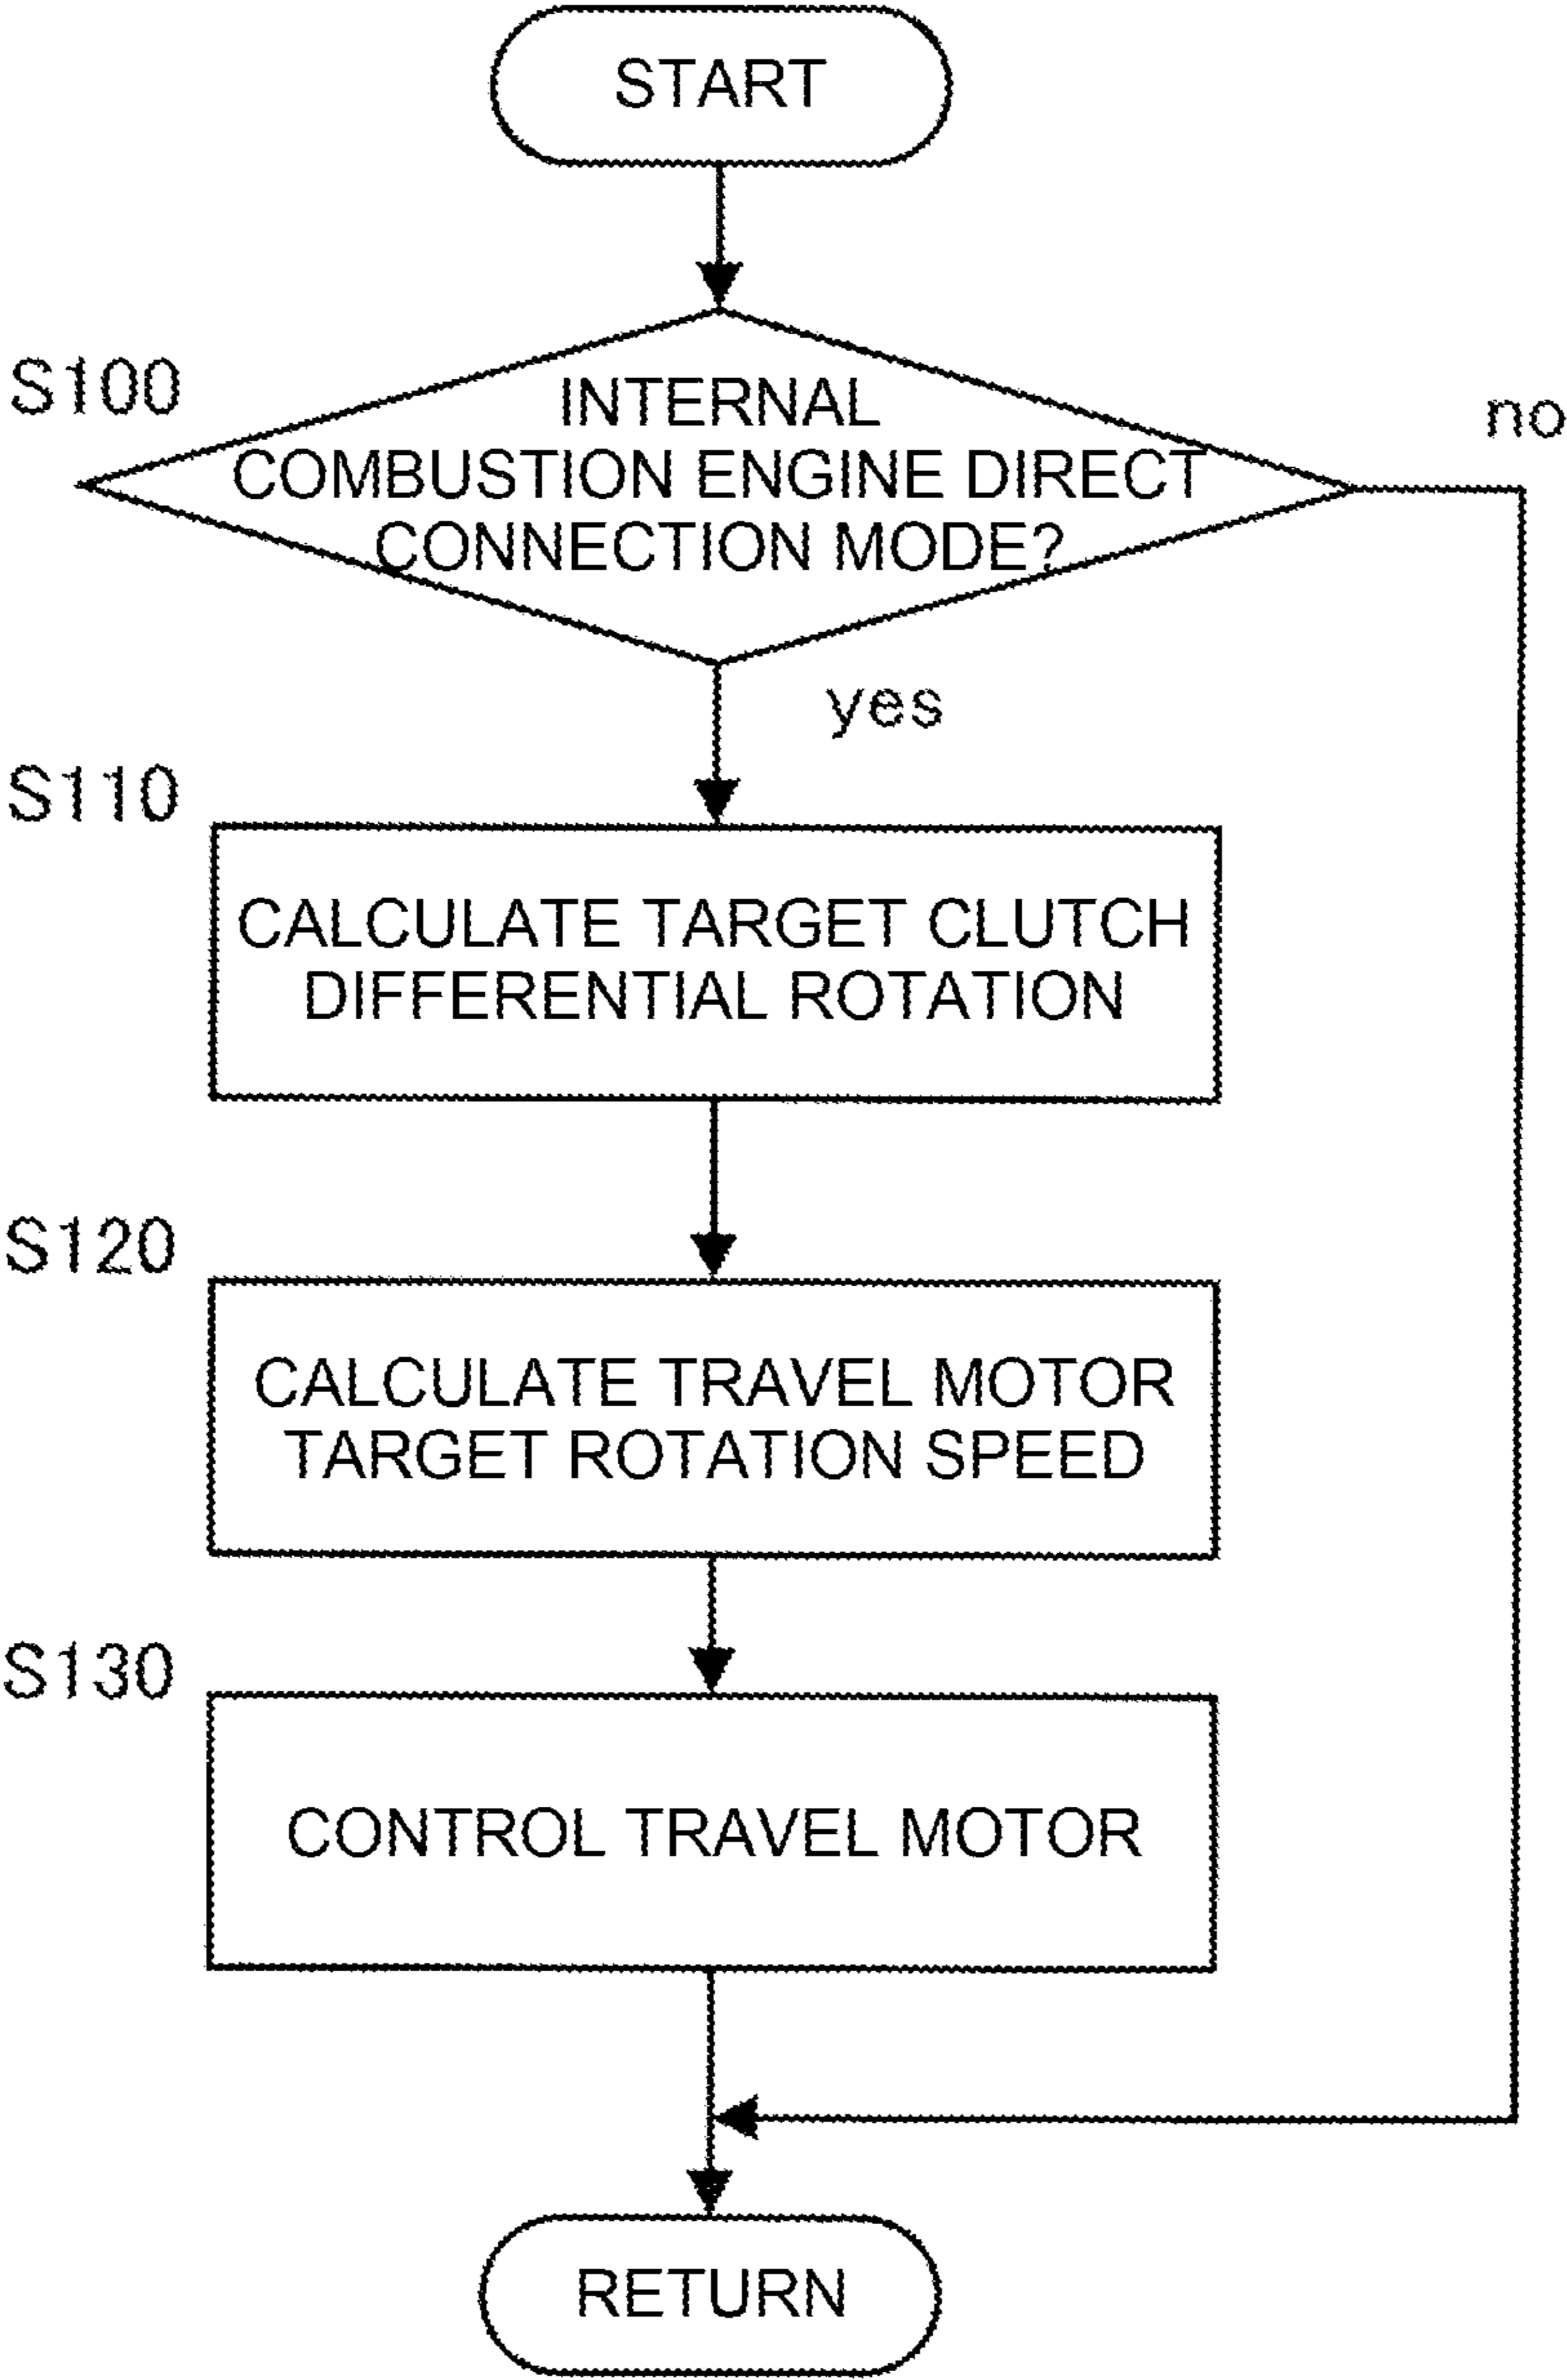 START
S100
INTERNAL
COMBUSTION ENGINE DIRECT
CONNECTION MODE?
no
yes
S110
CALCULATE TARGET CLUTCH
DIFFERENTIAL ROTATION
S120
CALCULATE TRAVEL MOTOR
TARGET ROTATION SPEED
S130
CONTROL TRAVEL MOTOR
RETURN